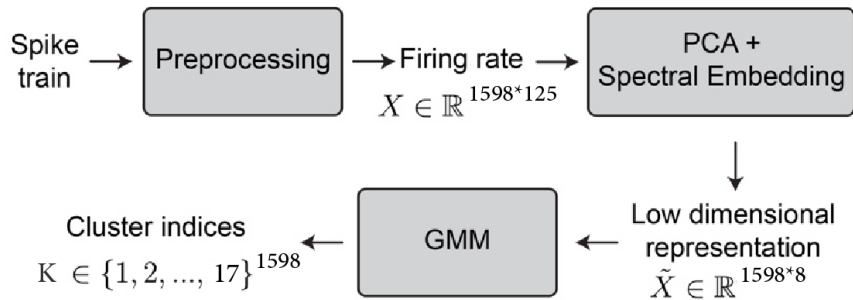 Spike
train
Preprocessing
Firing rate
X ∈ ℝ^1598*125
PCA +
Spectral Embedding
Low dimensional
representation
X̃ ∈ ℝ^1598*8
GMM
Cluster indices
K ∈ {1, 2, ..., 17}^1598